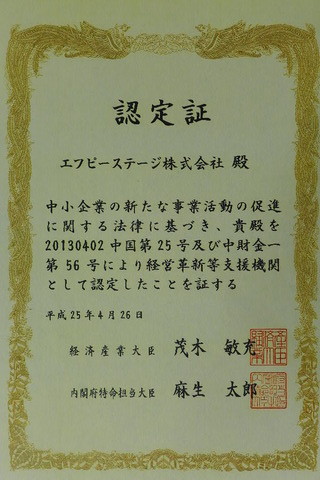 認定証
エフピーステージ株式会社 殿
中小企業の新たな事業活動の促進
に関する法律に基づき、貴殿を
20130402中国第25号及び中財金一
第56号により経営革新等支援機関
として認定したことを証する
平成25年4月26日
経済産業大臣 茂木 敏充
内閣府特命担当大臣 麻生 太郎